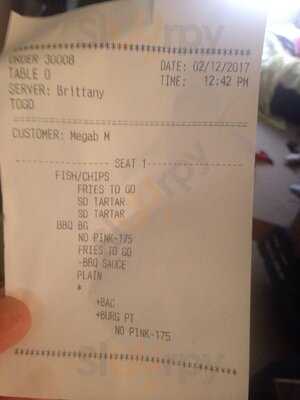 ORDER 30008
DATE: 02/12/2017
TABLE 0
TIME: 12:42 PM
SERVER: Brittany
TOGO
CUSTOMER: Megab M
SEAT 1
FISH/CHIPS
FRIES TO GO
SD TARTAR
SD TARTAR
BBQ BG
NO PINK-175
FRIES TO GO
-BBQ SAUCE
PLAIN
*
+BAC
+BURG PT
NO PINK-175